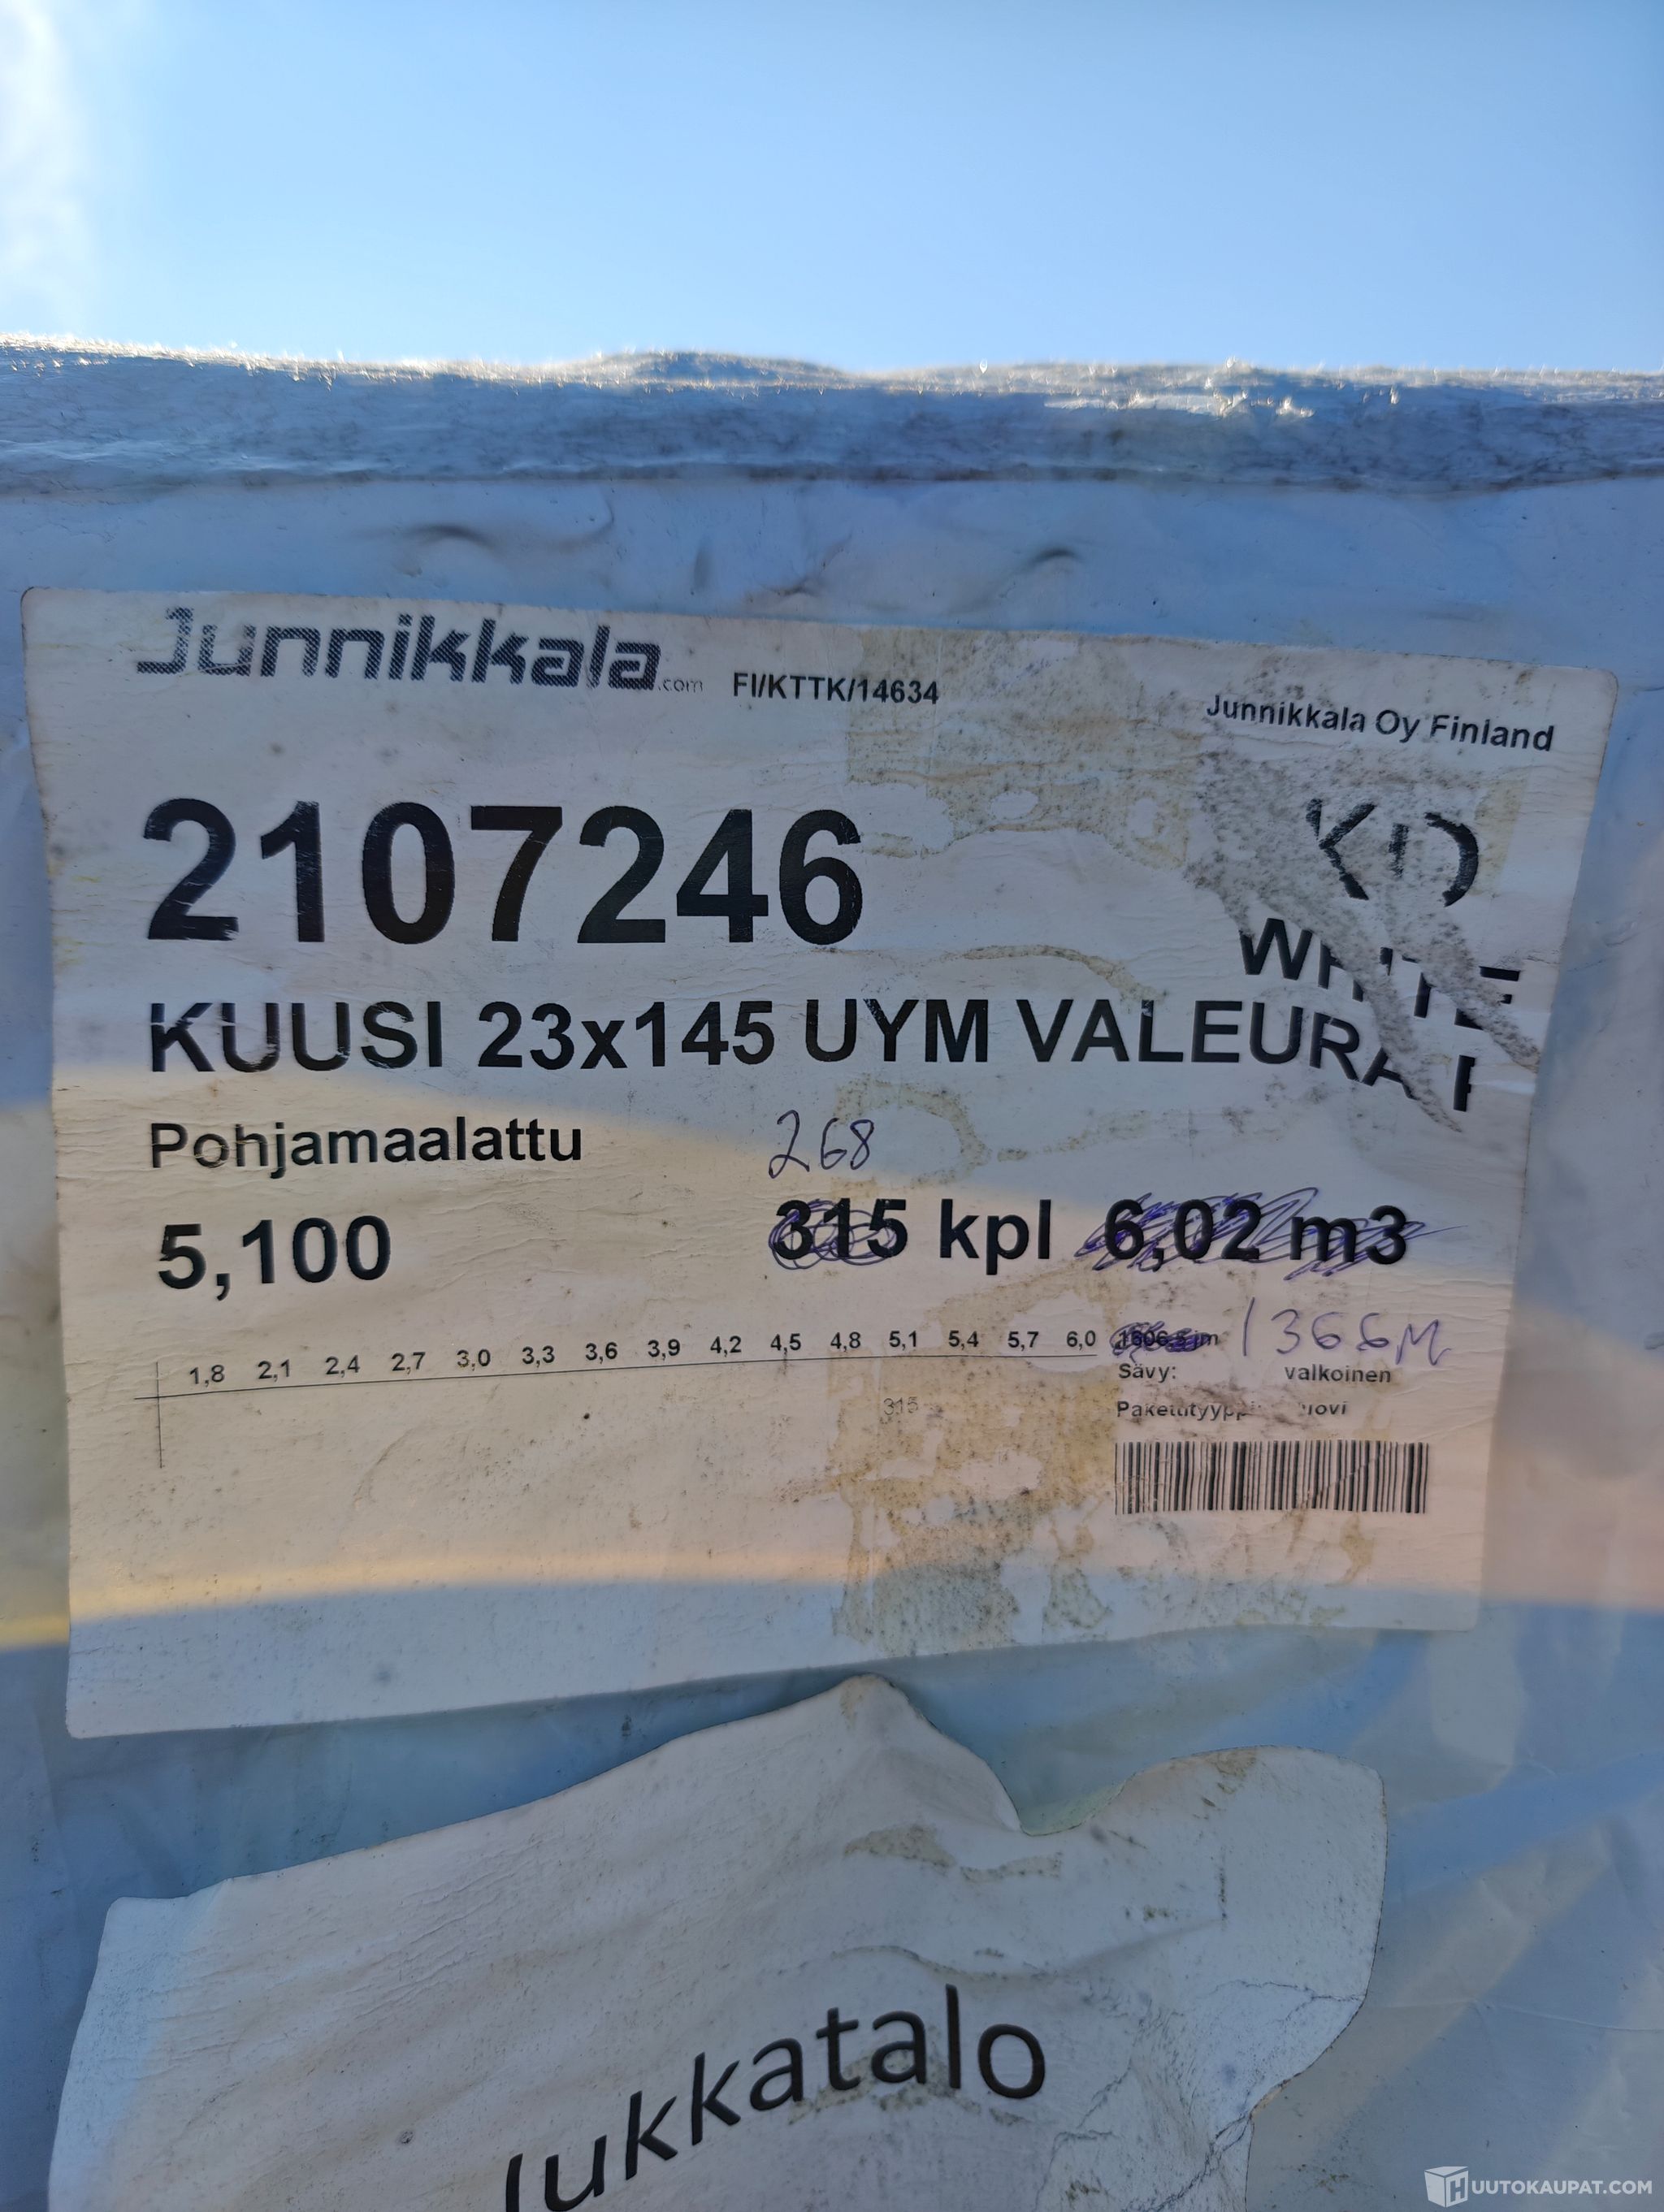 Junnikkala.com FI/KTTK/14634 Junnikkala Oy Finland
2107246 KD
WHITE
KUUSI 23x145 UYM VALEURA
Pohjamaalattu
268
5,100 315 kpl 6,02 m3
1,8 2,1 2,4 2,7 3,0 3,3 3,6 3,9 4,2 4,5 4,8 5,1 5,4 5,7 6,0 1366M
Sävy: valkoinen
315
Jukkatalo
HUUTOKAUPAT.COM